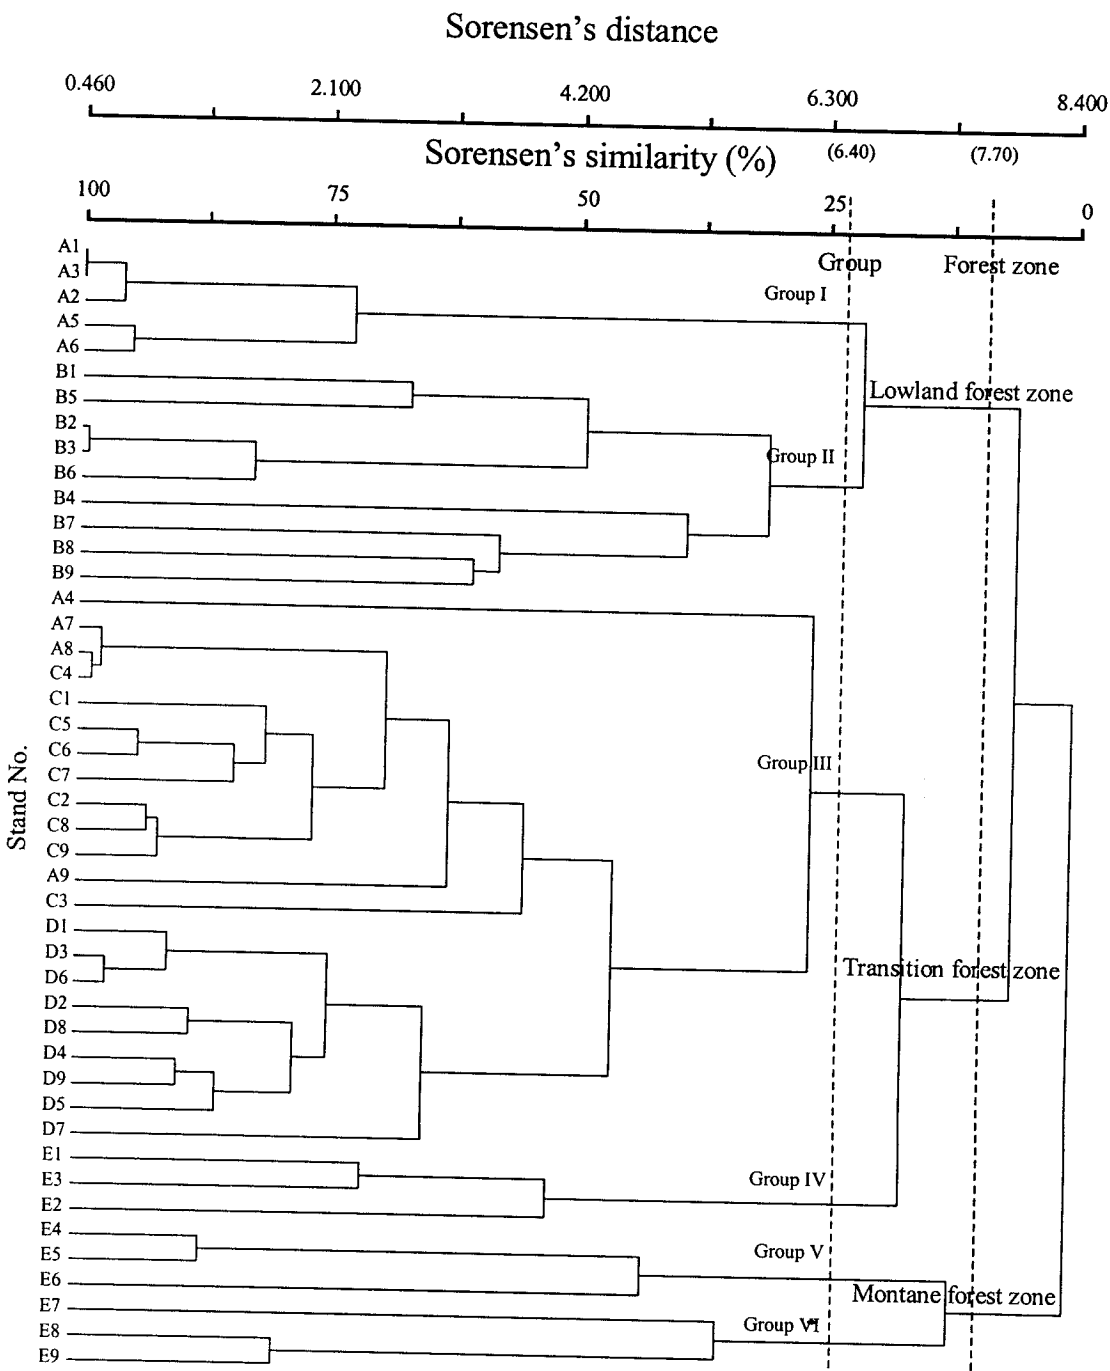 Sorensen's distance
0.460 2.100 4.200 6.300 8.400
Sorensen's similarity (%) (6.40) (7.70)
100 75 50 25 0
Group Forest zone
A1
A3
A2
Group I
A5
A6
B1
B5
Lowland forest zone
B2
B3
Group II
B6
B4
B7
B8
B9
A4
A7
A8
C4
C1
C5
C6
Group III
C7
C2
C8
C9
A9
C3
D1
D3
Transition forest zone
D6
D2
D8
D4
D9
D5
D7
E1
E3
Group IV
E2
E4
E5
Group V
E6
Montane forest zone
E7
E8
Group VI
E9
Stand No.